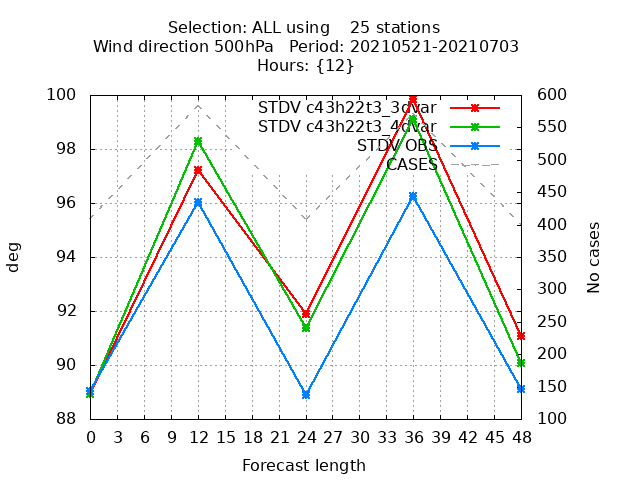 Selection: ALL using 25 stations
Wind direction 500hPa Period: 20210521-20210703
Hours: {12}
STDV c43h22t3_3dvar
STDV c43h22t3_4dvar
STDV OBS
CASES
deg
100
98
96
94
92
90
88
600
550
500
450
400
350
300
250
200
150
100
No cases
0 3 6 9 12 15 18 21 24 27 30 33 36 39 42 45 48
Forecast length